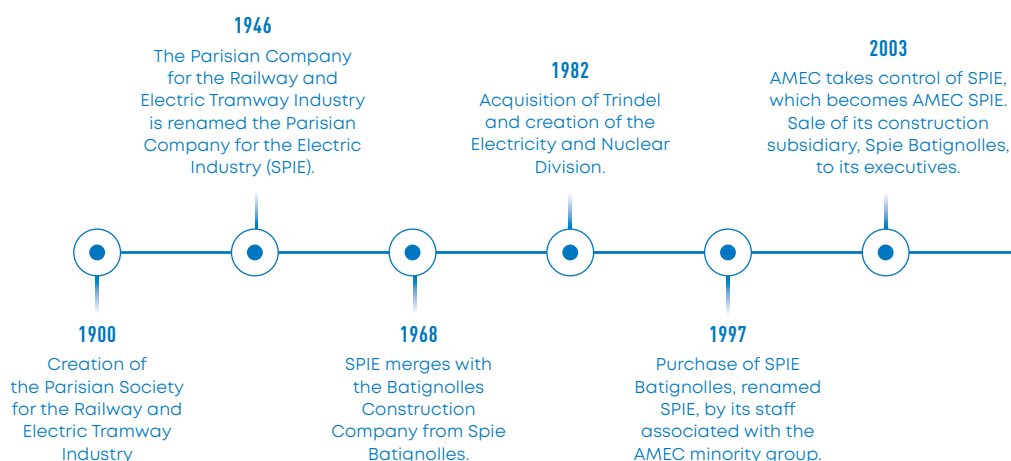 1946
The Parisian Company
for the Railway and
Electric Tramway Industry
is renamed the Parisian
Company for the Electric
Industry (SPIE).
1982
Acquisition of Trindel
and creation of the
Electricity and Nuclear
Division.
2003
AMEC takes control of SPIE,
which becomes AMEC SPIE.
Sale of its construction
subsidiary, Spie Batignolles,
to its executives.
1900
Creation of
the Parisian Society
for the Railway and
Electric Tramway
Industry
1968
SPIE merges with
the Batignolles
Construction
Company from Spie
Batignolles.
1997
Purchase of SPIE
Batignolles, renamed
SPIE, by its staff
associated with the
AMEC minority group.